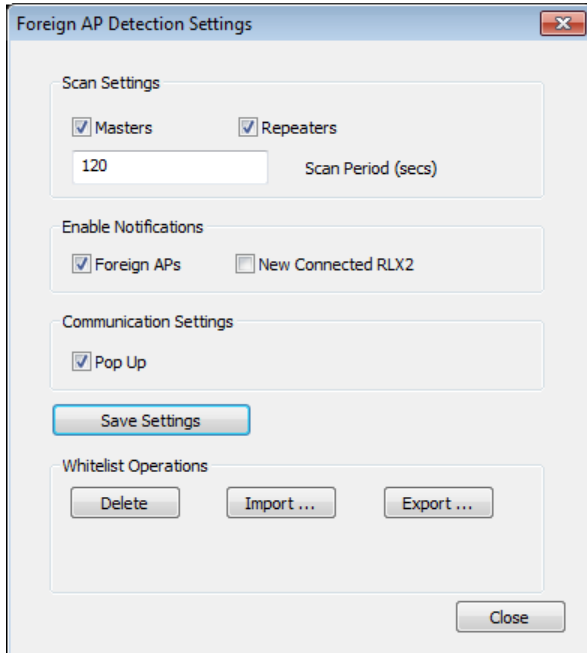 Foreign AP Detection Settings
Scan Settings
Masters Repeaters
120 Scan Period (secs)
Enable Notifications
Foreign APs New Connected RLX2
Communication Settings
Pop Up
Save Settings
Whitelist Operations
Delete Import ... Export ...
Close